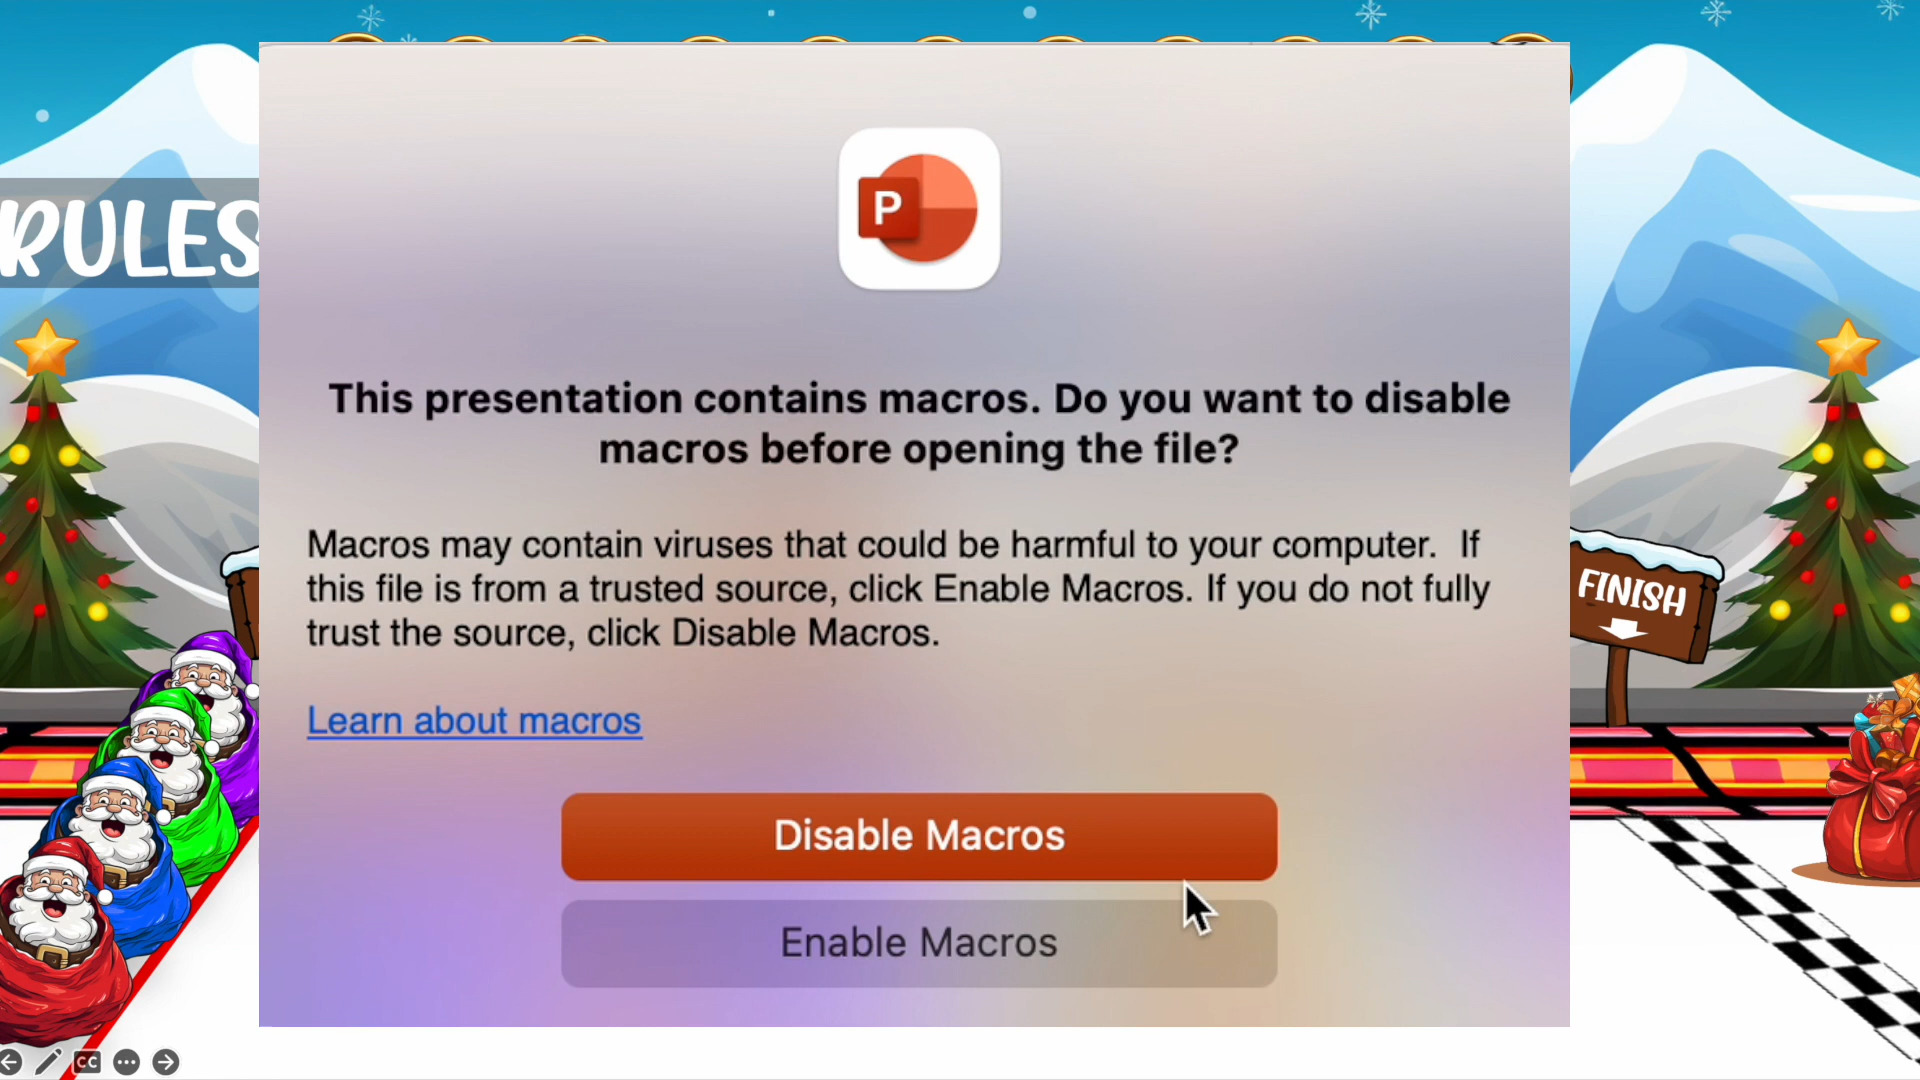 RULES
P
This presentation contains macros. Do you want to disable
macros before opening the file?
Macros may contain viruses that could be harmful to your computer.  If
this file is from a trusted source, click Enable Macros. If you do not fully
trust the source, click Disable Macros.
Learn about macros
FINISH
Disable Macros
Enable Macros
CC